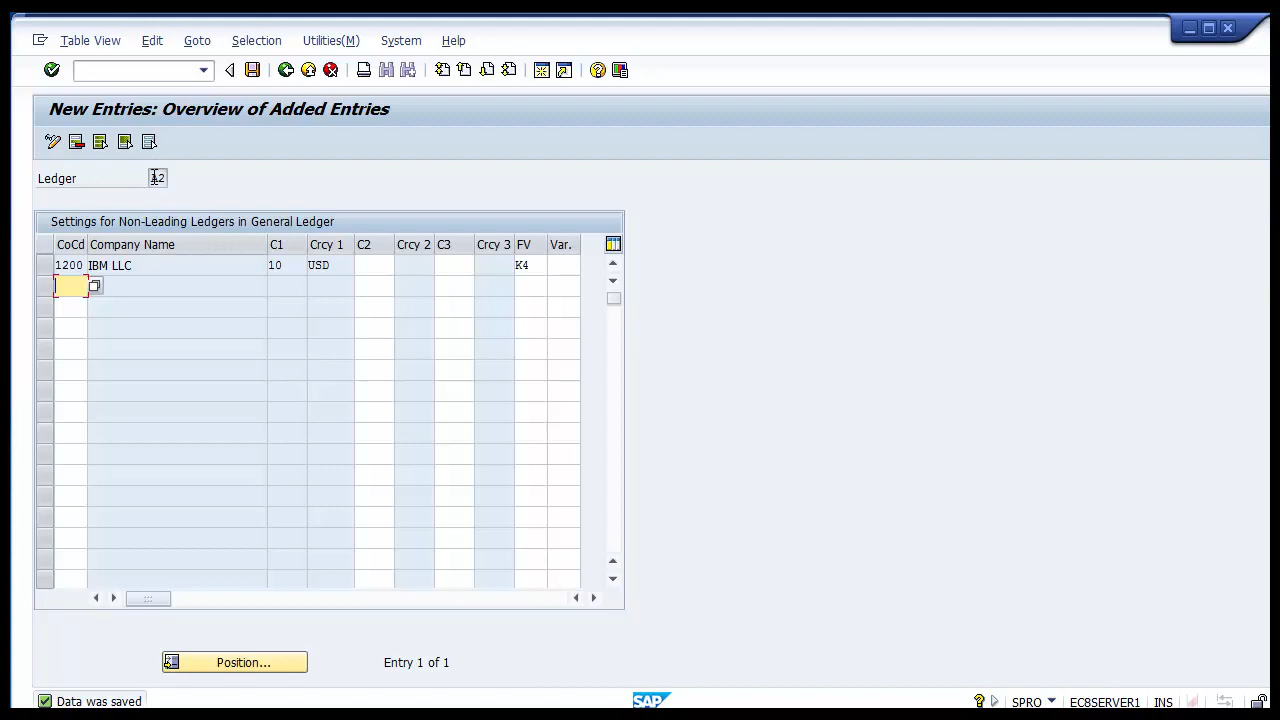 Table View Edit Goto Selection Utilities(M) System Help
New Entries: Overview of Added Entries
Ledger
Settings for Non-Leading Ledgers in General Ledger
CoCd Company Name C1 Crcy 1 C2 Crcy 2 C3 Crcy 3 FV Var.
1200 IBM LLC 10 USD K4
Position... Entry 1 of 1
Data was saved SAP SPRO EC8SERVER1 INS